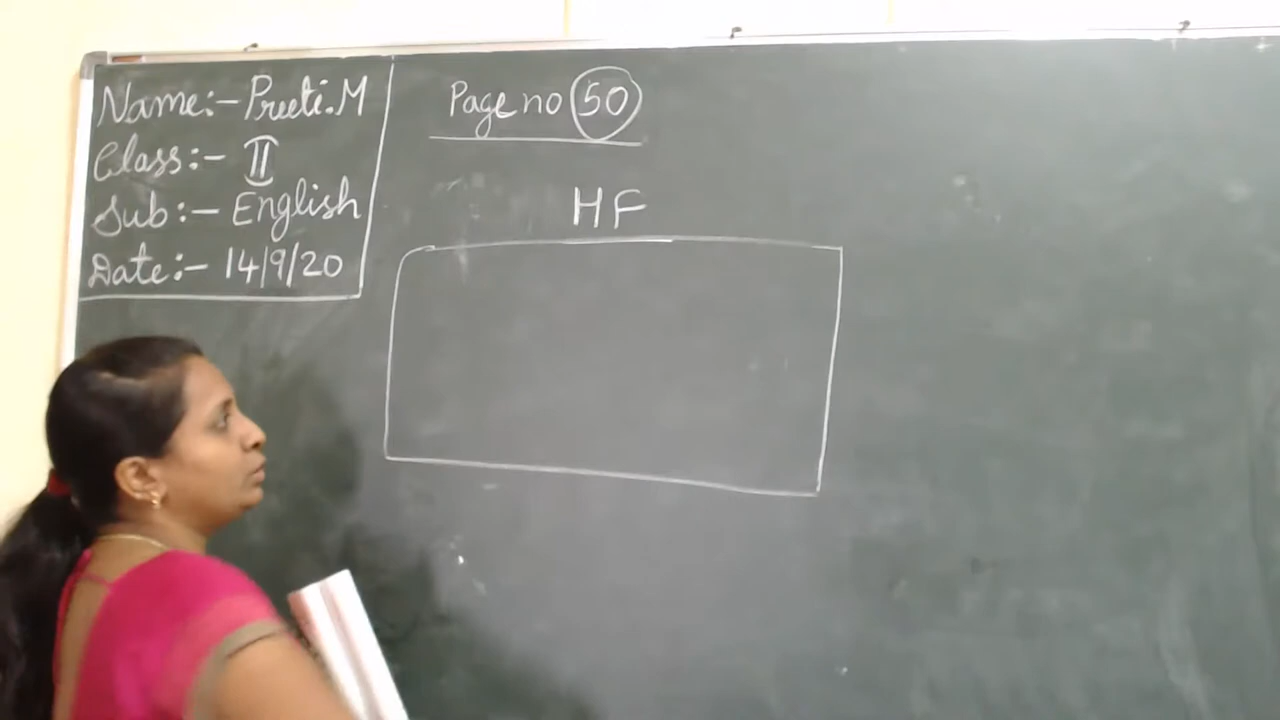 Name:- Preeti.M
Class:- II
Sub:- English
Date:- 14/9/20
Page no 50
HF